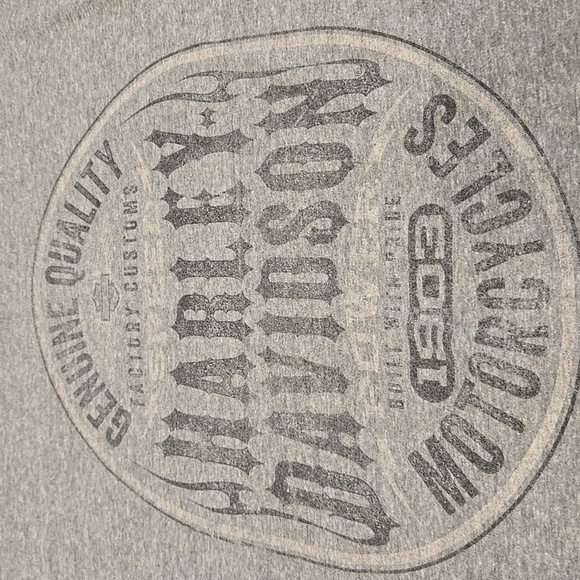 GENUINE QUALITY
FACTORY CUSTOMS
HARLEY-
DAVIDSON
BUILT WITH PRIDE
1903
MOTORCYCLES